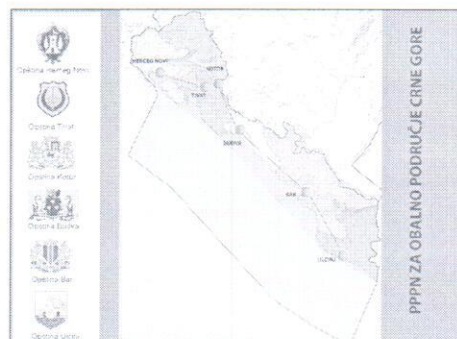 Opština Herceg Novi
Opština Tivat
Opština Kotor
Opština Budva
Opština Bar
Opština Ulcinj
HERCEG NOVI
KOTOR
TIVAT
BUDVA
BAR
ULCINJ
PPPN ZA OBALNO PODRUČJE CRNE GORE